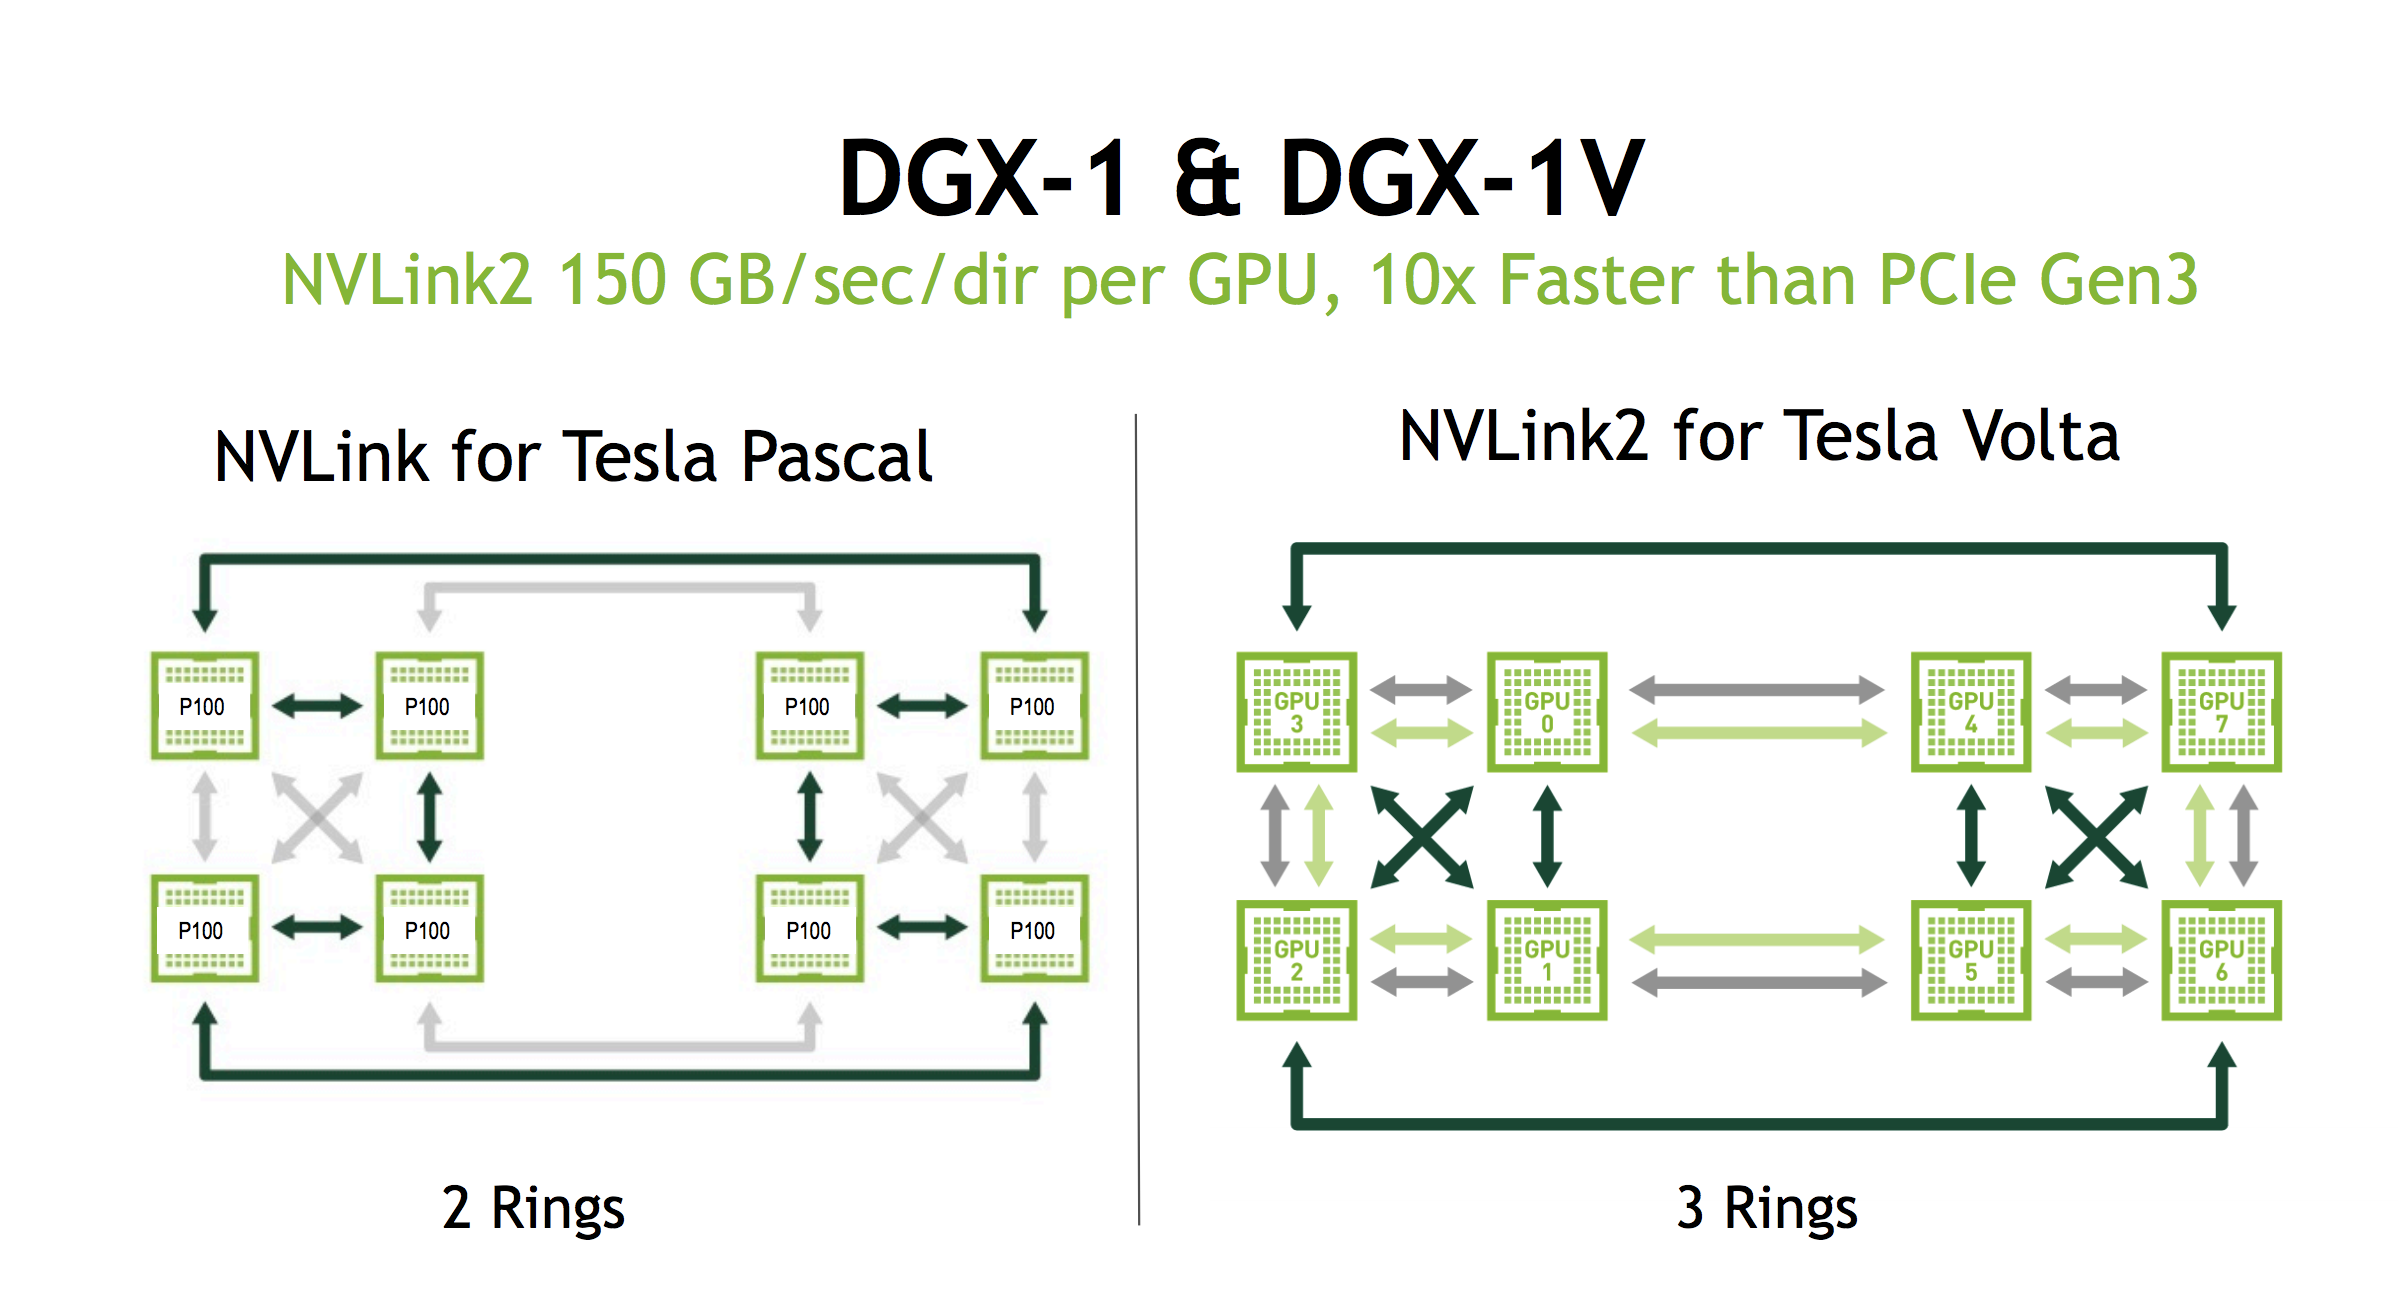 DGX-1 & DGX-1V
NVLink2 150 GB/sec/dir per GPU, 10x Faster than PCIe Gen3
NVLink for Tesla Pascal
P100
P100
P100
P100
P100
P100
P100
P100
2 Rings
NVLink2 for Tesla Volta
GPU
3
GPU
0
GPU
4
GPU
7
GPU
2
GPU
1
GPU
5
GPU
6
3 Rings